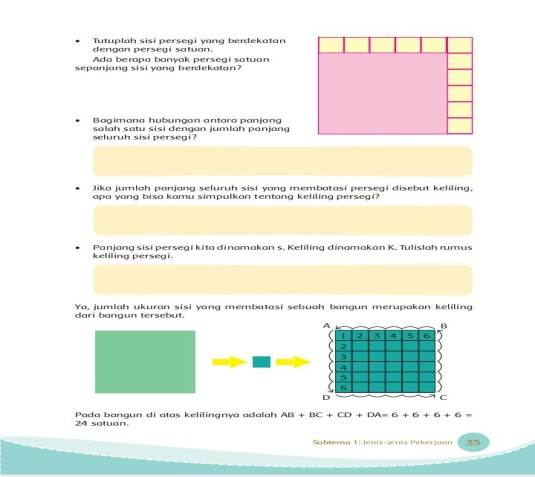 • Tutuplah sisi persegi yang berdekatan
dengan persegi satuan.
Ada berapa banyak persegi satuan
sepanjang sisi yang berdekatan?
• Bagimana hubungan antara panjang
salah satu sisi dengan jumlah panjang
seluruh sisi persegi?
• Jika jumlah panjang seluruh sisi yang membatasi persegi disebut keliling,
apa yang bisa kamu simpulkan tentang keliling persegi?
• Panjang sisi persegi kita dinamakan s. Keliling dinamakan K. Tulislah rumus
keliling persegi.
Ya, jumlah ukuran sisi yang membatasi sebuah bangun merupakan keliling
dari bangun tersebut.
A B
1 2 3 4 5 6
2
3
4
5
6
D C
Pada bangun di atas kelilingnya adalah AB + BC + CD + DA= 6 + 6 + 6 + 6 =
24 satuan.
Subtema 1: Jenis-jenis Pekerjaan 35